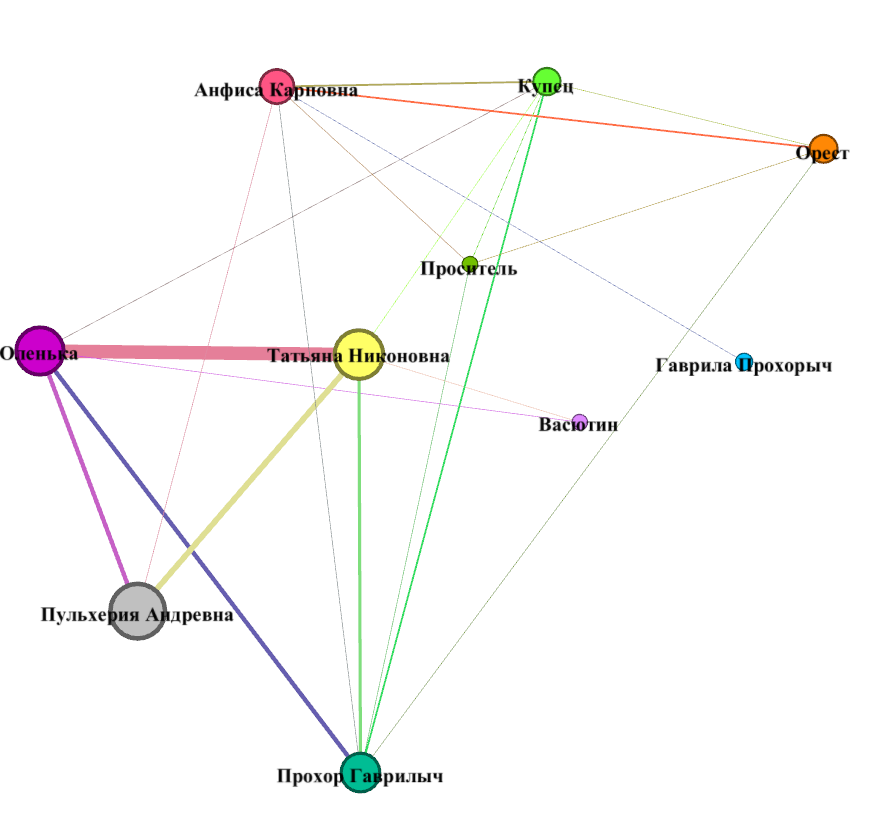 Анфиса Карповна
Купец
Орест
Проситель
Оленька
Татьяна Никоновна
Гаврила Прохорыч
Васютин
Пульхерия Андревна
Прохор Гаврилыч